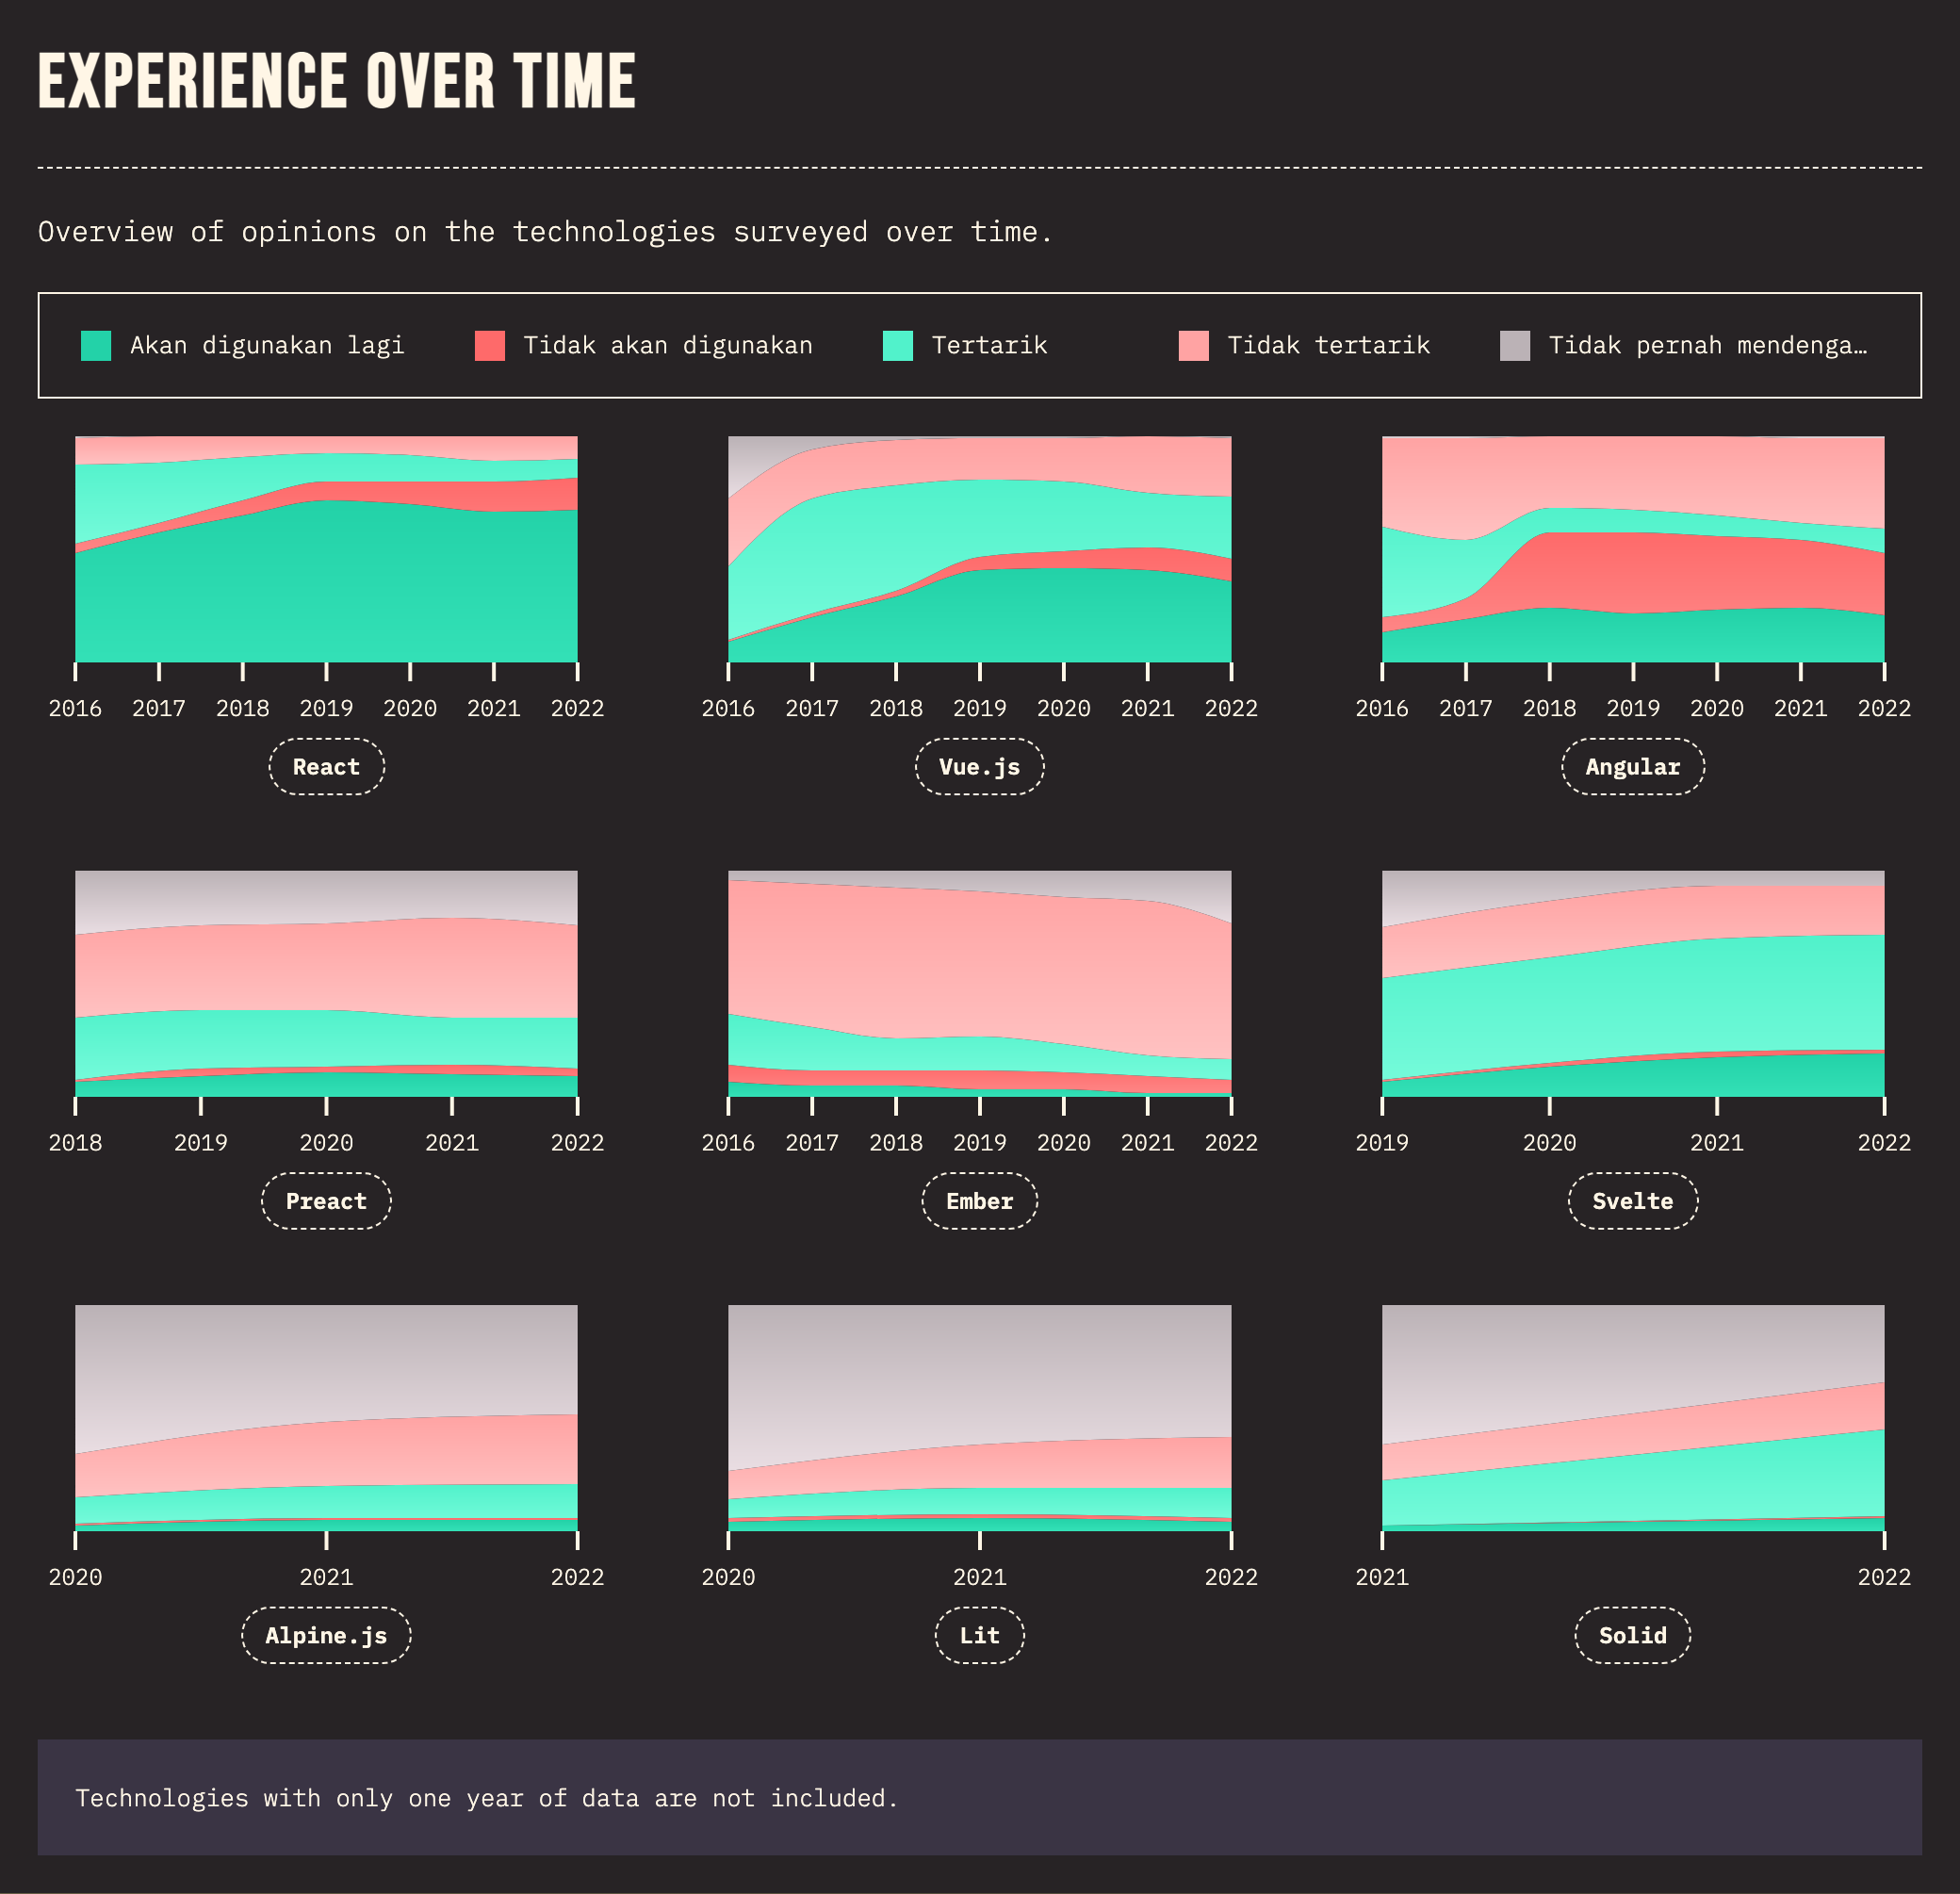 EXPERIENCE OVER TIME
Overview of opinions on the technologies surveyed over time.
Akan digunakan lagi Tidak akan digunakan Tertarik Tidak tertarik Tidak pernah mendenga…
2016 2017 2018 2019 2020 2021 2022 2016 2017 2018 2019 2020 2021 2022 2016 2017 2018 2019 2020 2021 2022
React Vue.js Angular
2018 2019 2020 2021 2022 2016 2017 2018 2019 2020 2021 2022 2019 2020 2021 2022
Preact Ember Svelte
2020 2021 2022 2020 2021 2022 2021 2022
Alpine.js Lit Solid
Technologies with only one year of data are not included.